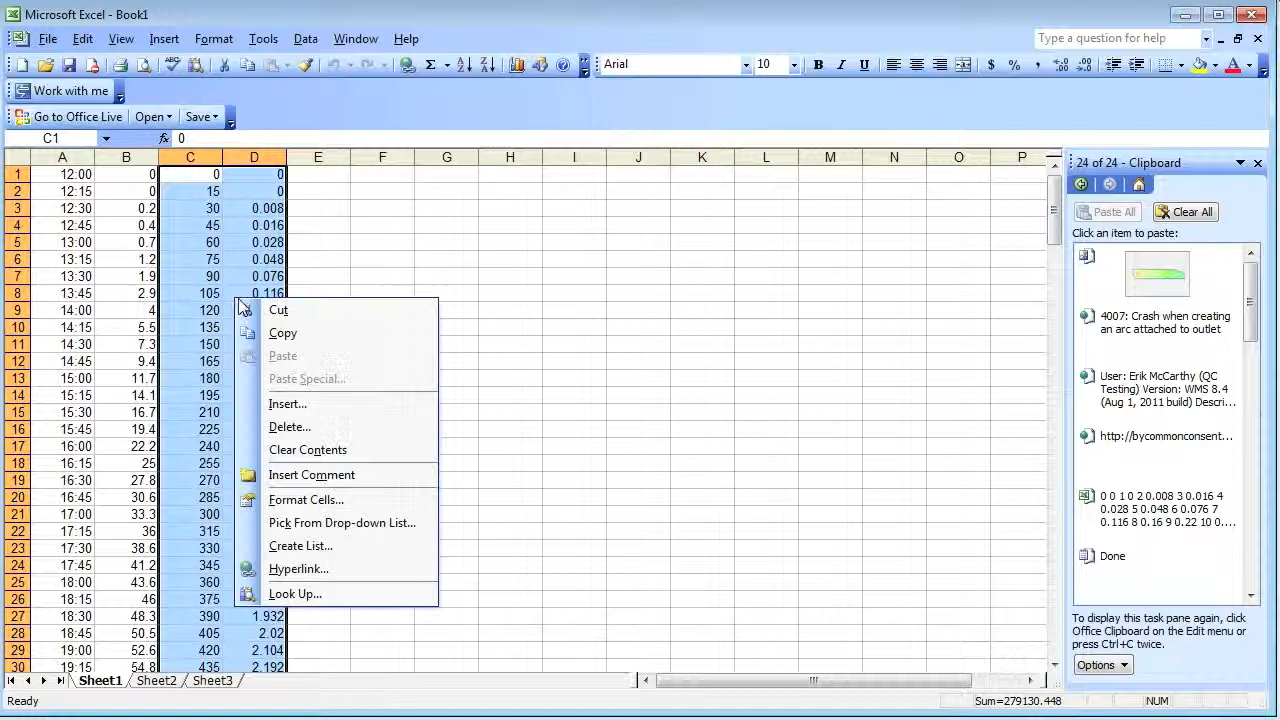 Microsoft Excel - Book1
File Edit View Insert Format Tools Data Window Help Type a question for help
Arial 10 B I U $ % ,
Work with me
Go to Office Live Open Save
C1 fx 0
A B C D E F G H I J K L M N O P
1 12:00 0 0 0
2 12:15 0 15 0
3 12:30 0.2 30 0.008
4 12:45 0.4 45 0.016
5 13:00 0.7 60 0.028
6 13:15 1.2 75 0.048
7 13:30 1.9 90 0.076
8 13:45 2.9 105 0.116
9 14:00 4 120
10 14:15 5.5 135
11 14:30 7.3 150
12 14:45 9.4 165
13 15:00 11.7 180
14 15:15 14.1 195
15 15:30 16.7 210
16 15:45 19.4 225
17 16:00 22.2 240
18 16:15 25 255
19 16:30 27.8 270
20 16:45 30.6 285
21 17:00 33.3 300
22 17:15 36 315
23 17:30 38.6 330
24 17:45 41.2 345
25 18:00 43.6 360
26 18:15 46 375
27 18:30 48.3 390 1.932
28 18:45 50.5 405 2.02
29 19:00 52.6 420 2.104
30 19:15 54.8 435 2.192
Cut
Copy
Paste
Paste Special...
Insert...
Delete...
Clear Contents
Insert Comment
Format Cells...
Pick From Drop-down List...
Create List...
Hyperlink...
Look Up...
Sheet1 Sheet2 Sheet3
Ready Sum=279130.448 NUM
24 of 24 - Clipboard
Paste All Clear All
Click an item to paste:
4007: Crash when creating
an arc attached to outlet
User: Erik McCarthy (QC
Testing) Version: WMS 8.4
(Aug 1, 2011 build) Descri...
http://bycommonconsent...
0 0 1 0 2 0.008 3 0.016 4
0.028 5 0.048 6 0.076 7
0.116 8 0.16 9 0.22 10 0....
Done
To display this task pane again, click
Office Clipboard on the Edit menu or
press Ctrl+C twice.
Options